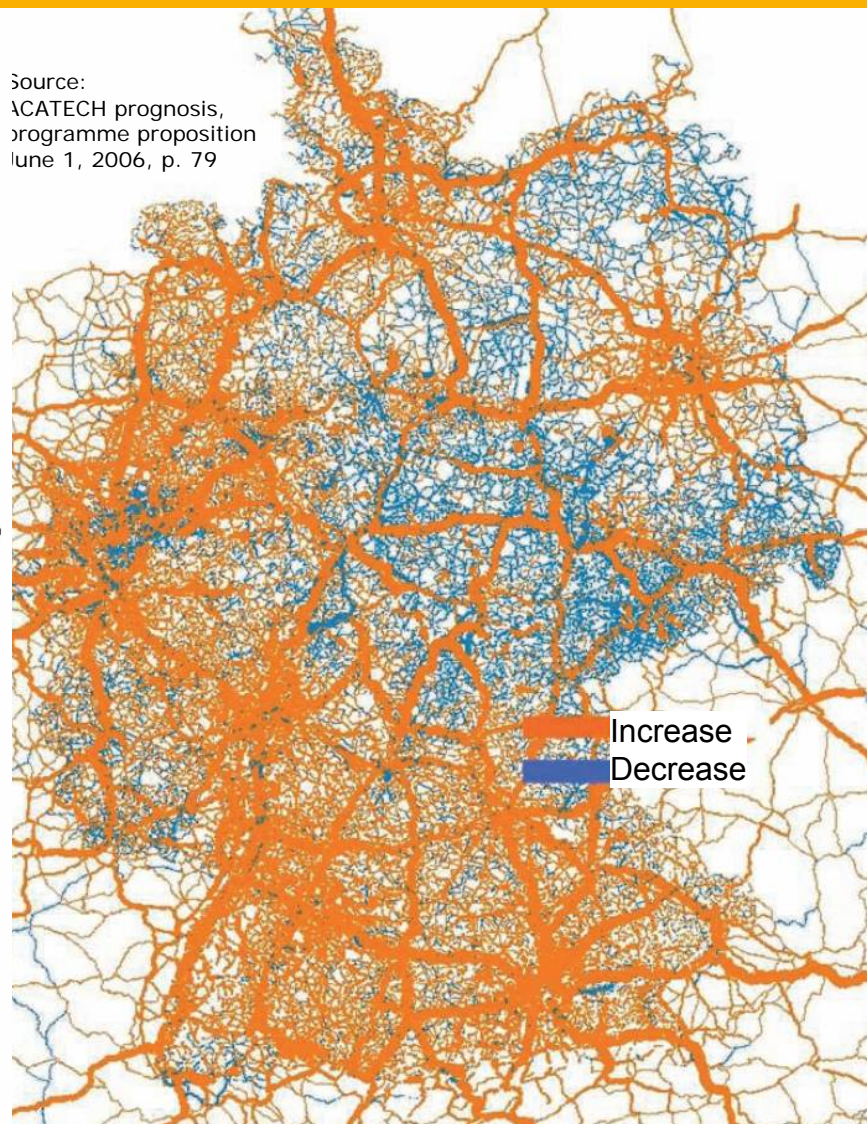 Source:
ACATECH prognosis,
programme proposition
June 1, 2006, p. 79
Increase
Decrease